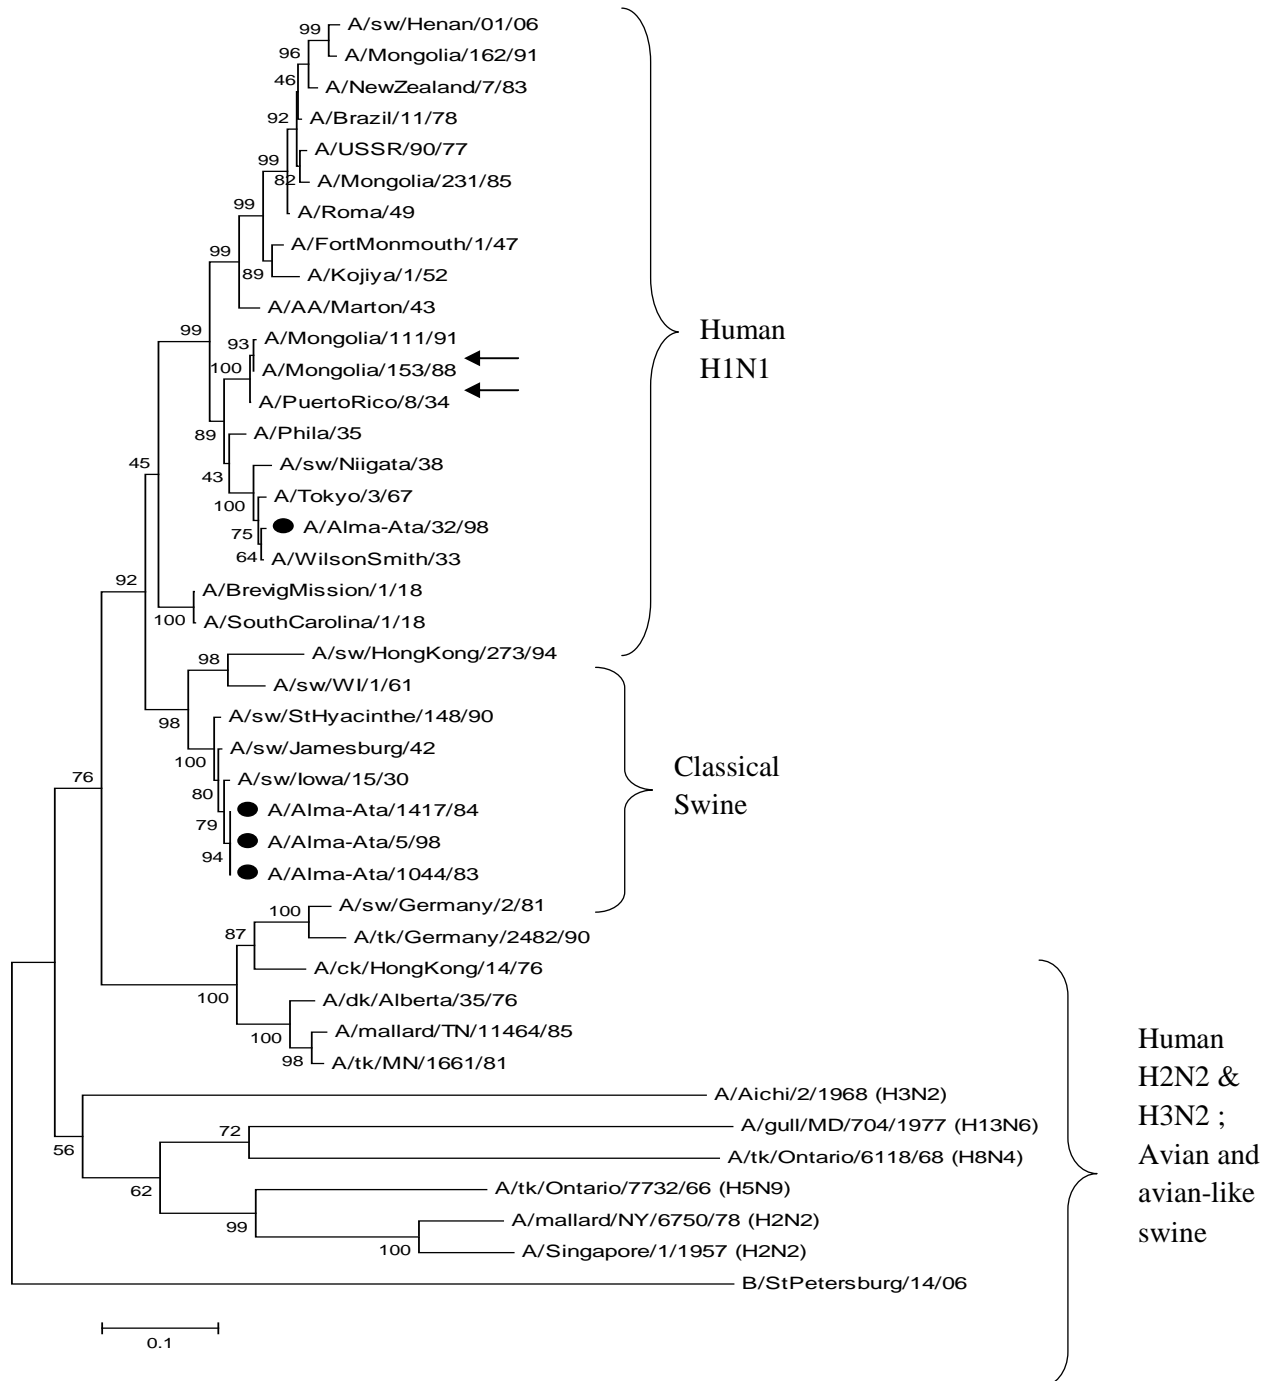 A/sw/Henan/01/06
99
A/Mongolia/162/91
96
46
A/NewZealand/7/83
92
A/Brazil/11/78
A/USSR/90/77
99
82
A/Mongolia/231/85
99
A/Roma/49
A/FortMonmouth/1/47
99
89
A/Kojiya/1/52
A/AA/Marton/43
99
A/Mongolia/111/91
93
100
A/Mongolia/153/88
A/PuertoRico/8/34
89
A/Phila/35
45
43
A/sw/Niigata/38
100
A/Tokyo/3/67
75
A/Alma-Ata/32/98
64
A/WilsonSmith/33
92
A/BrevigMission/1/18
100
A/SouthCarolina/1/18
Human
H1N1
98
A/sw/HongKong/273/94
A/sw/WI/1/61
98
A/sw/StHyacinthe/148/90
100
A/sw/Jamesburg/42
76
80
A/sw/Iowa/15/30
79
A/Alma-Ata/1417/84
A/Alma-Ata/5/98
94
A/Alma-Ata/1044/83
Classical
Swine
100
A/sw/Germany/2/81
87
A/tk/Germany/2482/90
A/ck/HongKong/14/76
100
A/dk/Alberta/35/76
100
A/mallard/TN/11464/85
98
A/tk/MN/1661/81
A/Aichi/2/1968 (H3N2)
56
72
A/gull/MD/704/1977 (H13N6)
A/tk/Ontario/6118/68 (H8N4)
62
A/tk/Ontario/7732/66 (H5N9)
99
A/mallard/NY/6750/78 (H2N2)
100
A/Singapore/1/1957 (H2N2)
B/StPetersburg/14/06
Human
H2N2 &
H3N2 ;
Avian and
avian-like
swine
0.1